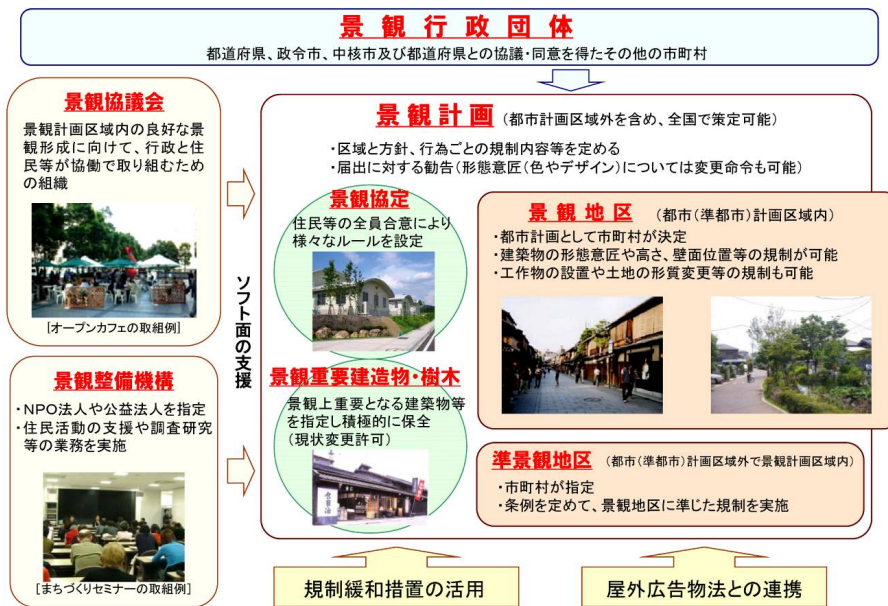 景観行政団体
都道府県、政令市、中核市及び都道府県との協議・同意を得たその他の市町村
景観協議会
景観計画区域内の良好な景
観形成に向けて、行政と住
民等が協働で取り組むため
の組織
[オープンカフェの取組例]
景観整備機構
・NPO法人や公益法人を指定
・住民活動の支援や調査研究
等の業務を実施
[まちづくりセミナーの取組例]
ソフト面の支援
景観計画(都市計画区域外を含め、全国で策定可能)
・区域と方針、行為ごとの規制内容等を定める
・届出に対する勧告(形態意匠(色やデザイン)については変更命令も可能)
景観協定
住民等の全員合意により
様々なルールを設定
景観重要建造物・樹木
景観上重要となる建築物等
を指定し積極的に保全
(現状変更許可)
景観地区 (都市(準都市)計画区域内)
・都市計画として市町村が決定
・建築物の形態意匠や高さ、壁面位置等の規制が可能
・工作物の設置や土地の形質変更等の規制も可能
準景観地区 (都市(準都市)計画区域外で景観計画区域内)
・市町村が指定
・条例を定めて、景観地区に準じた規制を実施
規制緩和措置の活用
屋外広告物法との連携